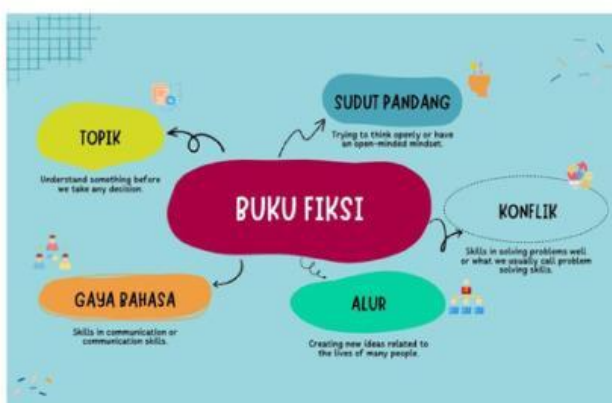 SUDUT PANDANG
Trying to think openly or have
an open-minded mindset.
TOPIK
Understand something before
we take any decision.
BUKU FIKSI
KONFLIK
Skills in solving problems well
or what we usually call problem
solving skills.
GAYA BAHASA
Skills in communication or
communication skills.
ALUR
Creating new ideas related to
the lives of many people.